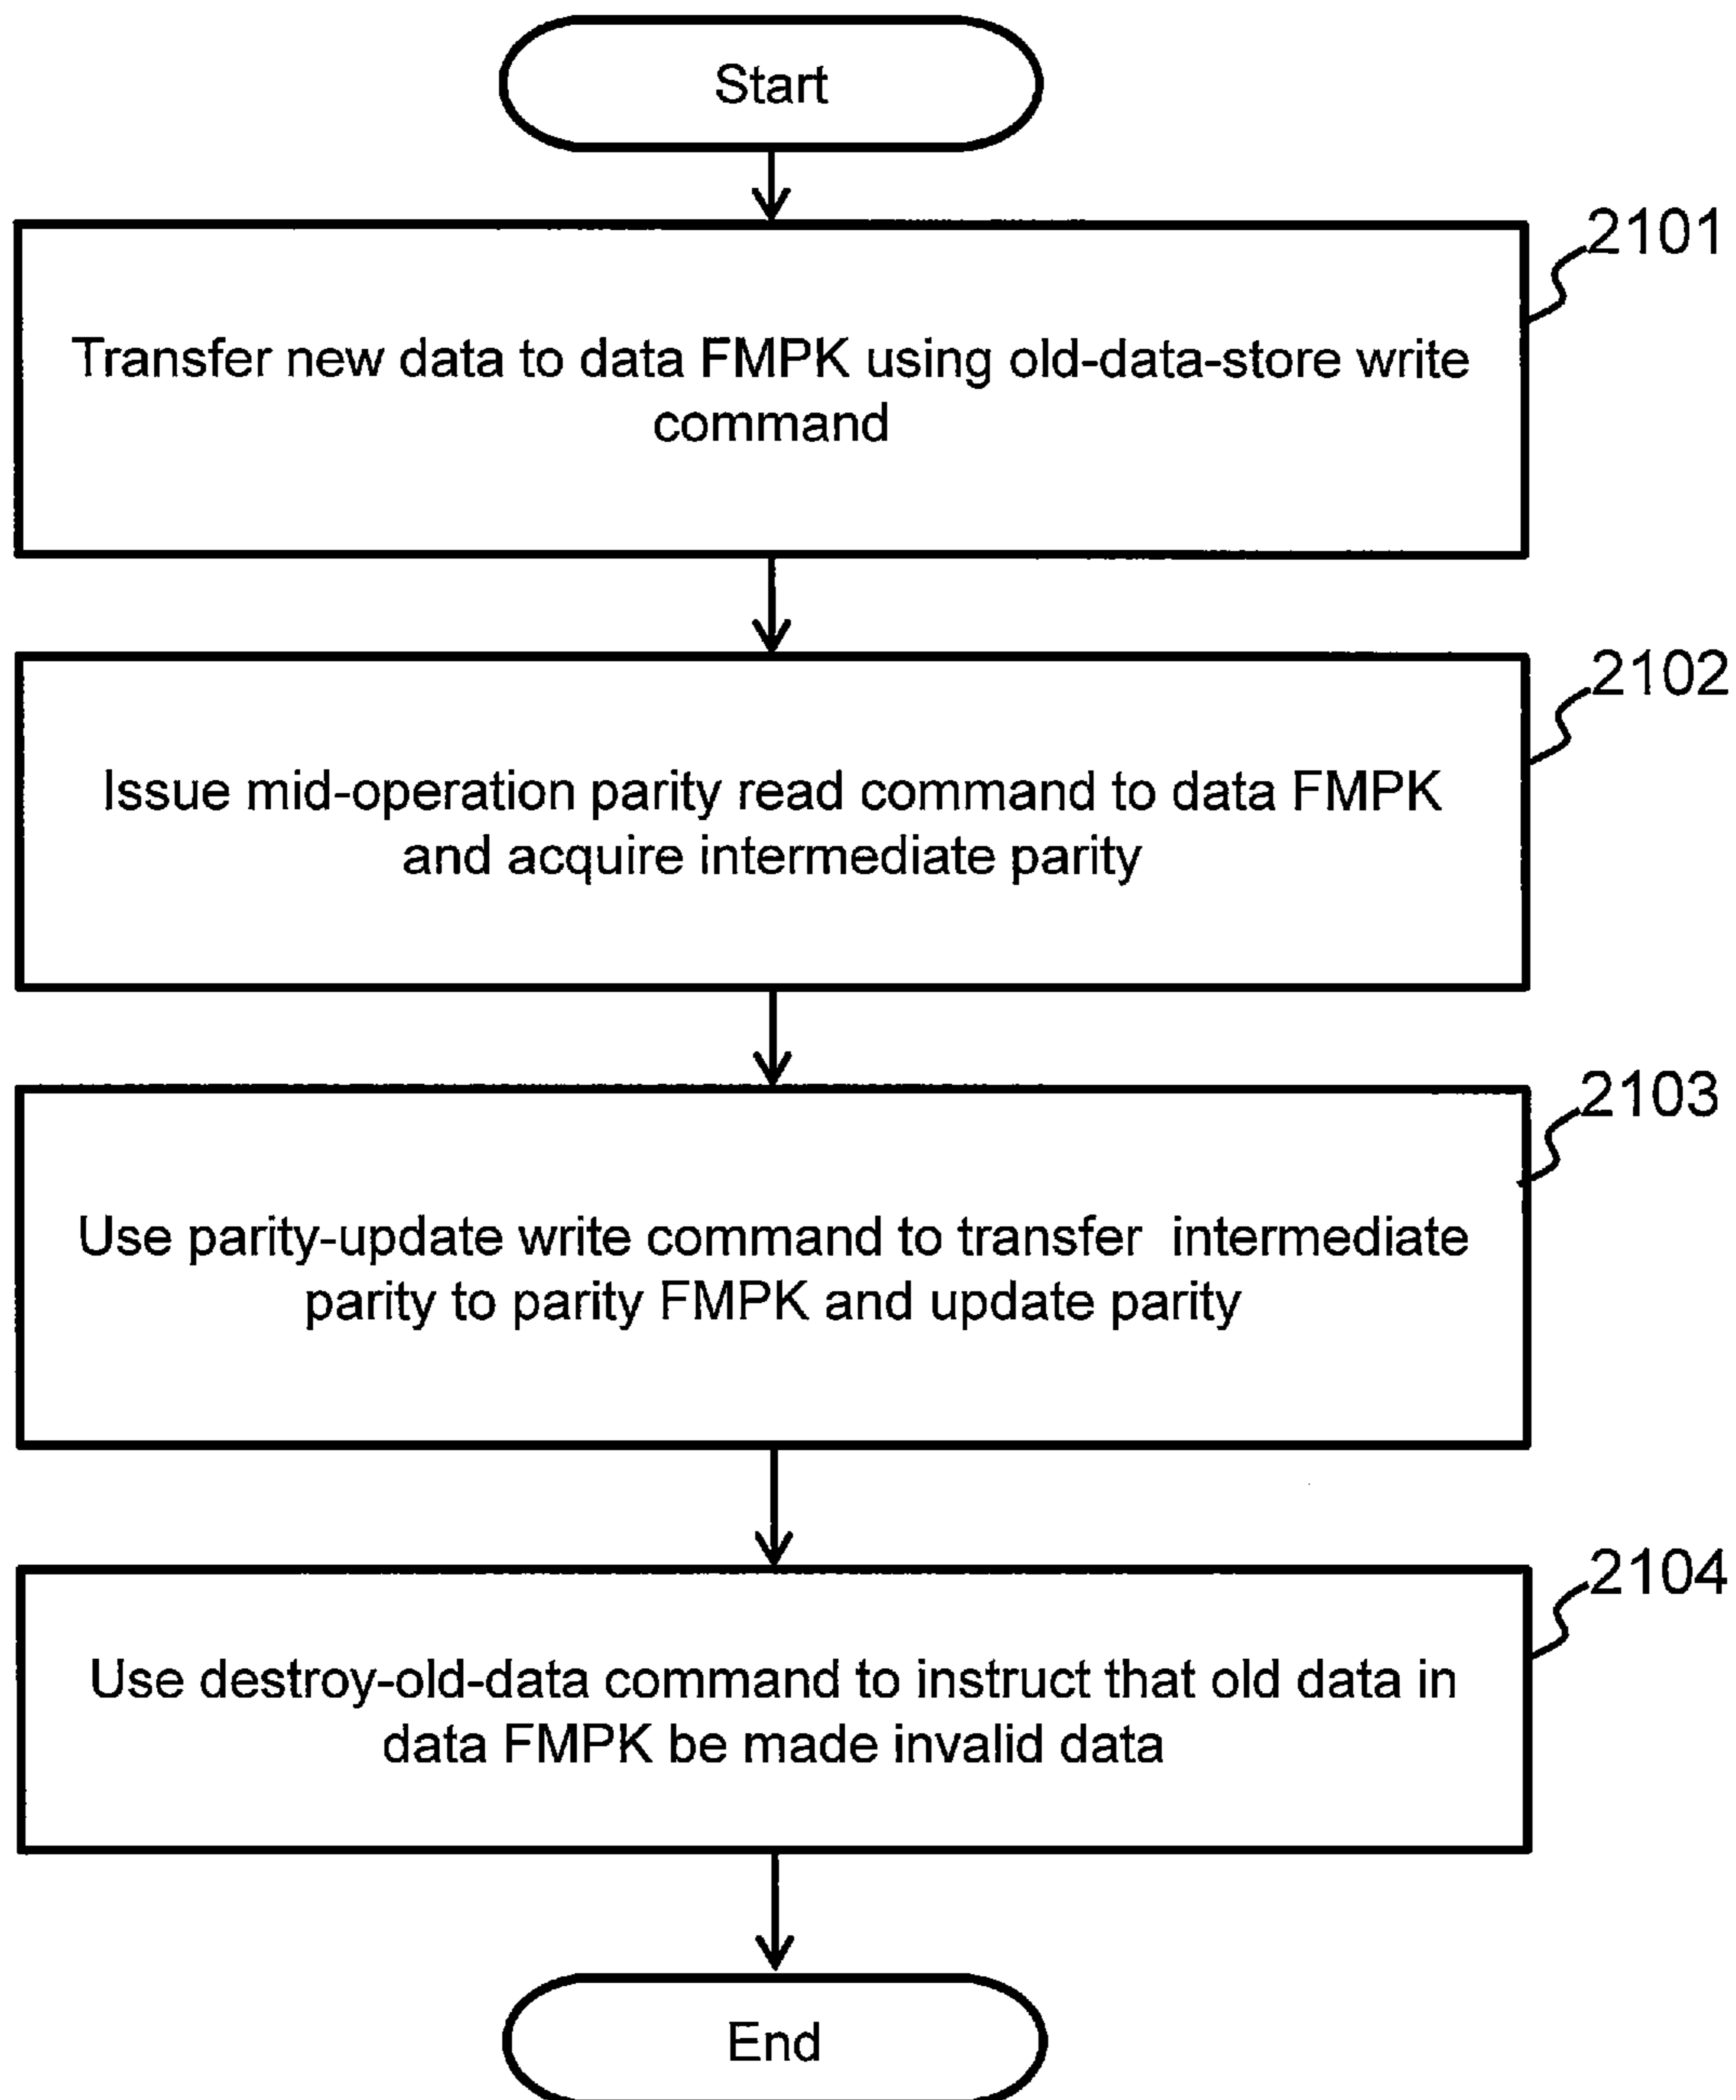 Start
2101
Transfer new data to data FMPK using old-data-store write
command
2102
Issue mid-operation parity read command to data FMPK
and acquire intermediate parity
2103
Use parity-update write command to transfer intermediate
parity to parity FMPK and update parity
2104
Use destroy-old-data command to instruct that old data in
data FMPK be made invalid data
End